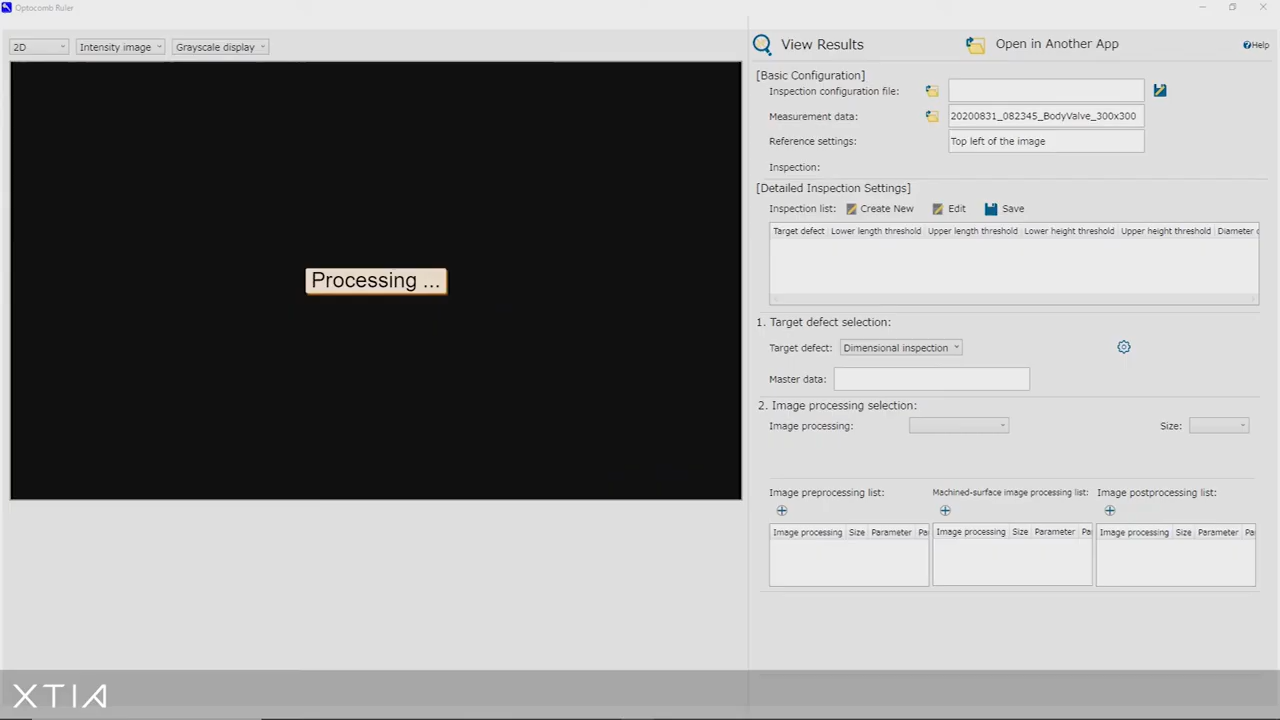 Optocomb Ruler
2D
Intensity image
Grayscale display
View Results
Open in Another App
Help
[Basic Configuration]
Inspection configuration file:
Measurement data:
20200831_082345_BodyValve_300x300
Reference settings:
Top left of the image
Inspection:
[Detailed Inspection Settings]
Inspection list:
Create New
Edit
Save
Target defect
Lower length threshold
Upper length threshold
Lower height threshold
Upper height threshold
Diameter
Processing ...
1. Target defect selection:
Target defect:
Dimensional inspection
Master data:
2. Image processing selection:
Image processing:
Size:
Image preprocessing list:
Machined-surface image processing list:
Image postprocessing list:
Image processing
Size
Parameter
Pa
Image processing
Size
Parameter
Pa
Image processing
Size
Parameter
Pa
XTIA